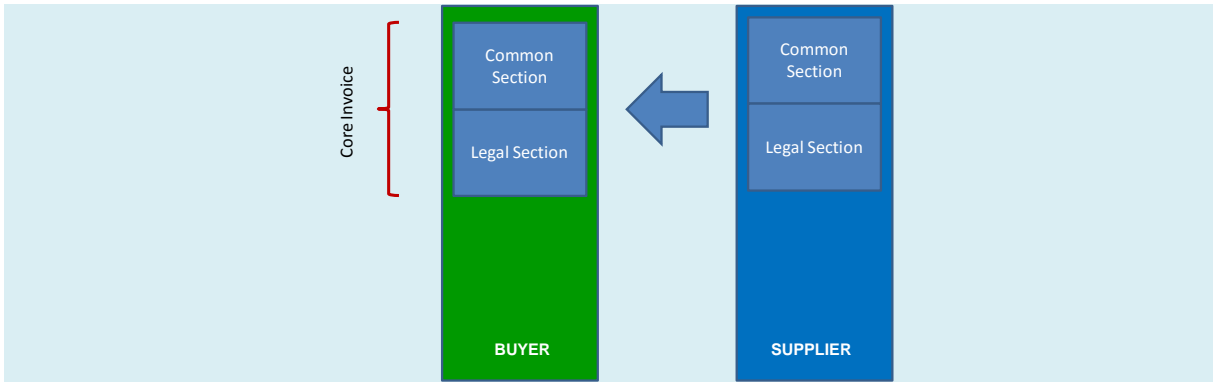 Core Invoice
Common
Section
Legal Section
BUYER
Common
Section
Legal Section
SUPPLIER